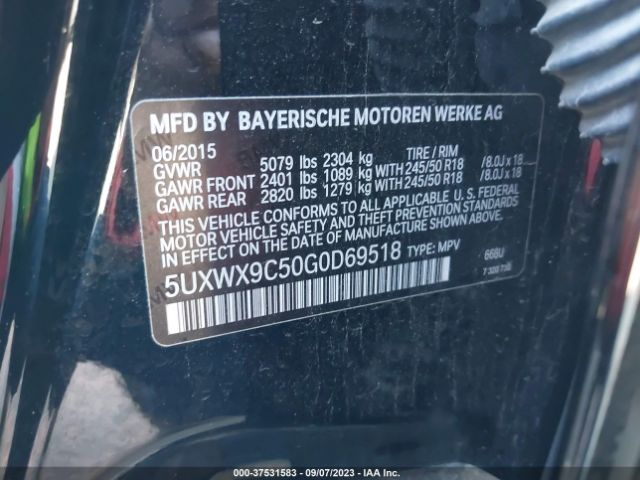 MFD BY BAYERISCHE MOTOREN WERKE AG
06/2015 TIRE / RIM
GVWR 5079 lbs 2304 kg
GAWR FRONT 2401 lbs 1089 kg WITH 245/50 R18 /8.0J x 18
GAWR REAR 2820 lbs 1279 kg WITH 245/50 R18 /8.0J x 18
THIS VEHICLE CONFORMS TO ALL APPLICABLE U. S. FEDERAL
MOTOR VEHICLE SAFETY AND THEFT PREVENTION STANDARDS
IN EFFECT ON THE DATE OF MANUFACTURE SHOWN ABOVE.
5UXWX9C50G0D69518 TYPE: MPV 668U
000-37531583 - 09/07/2023 - IAA Inc.